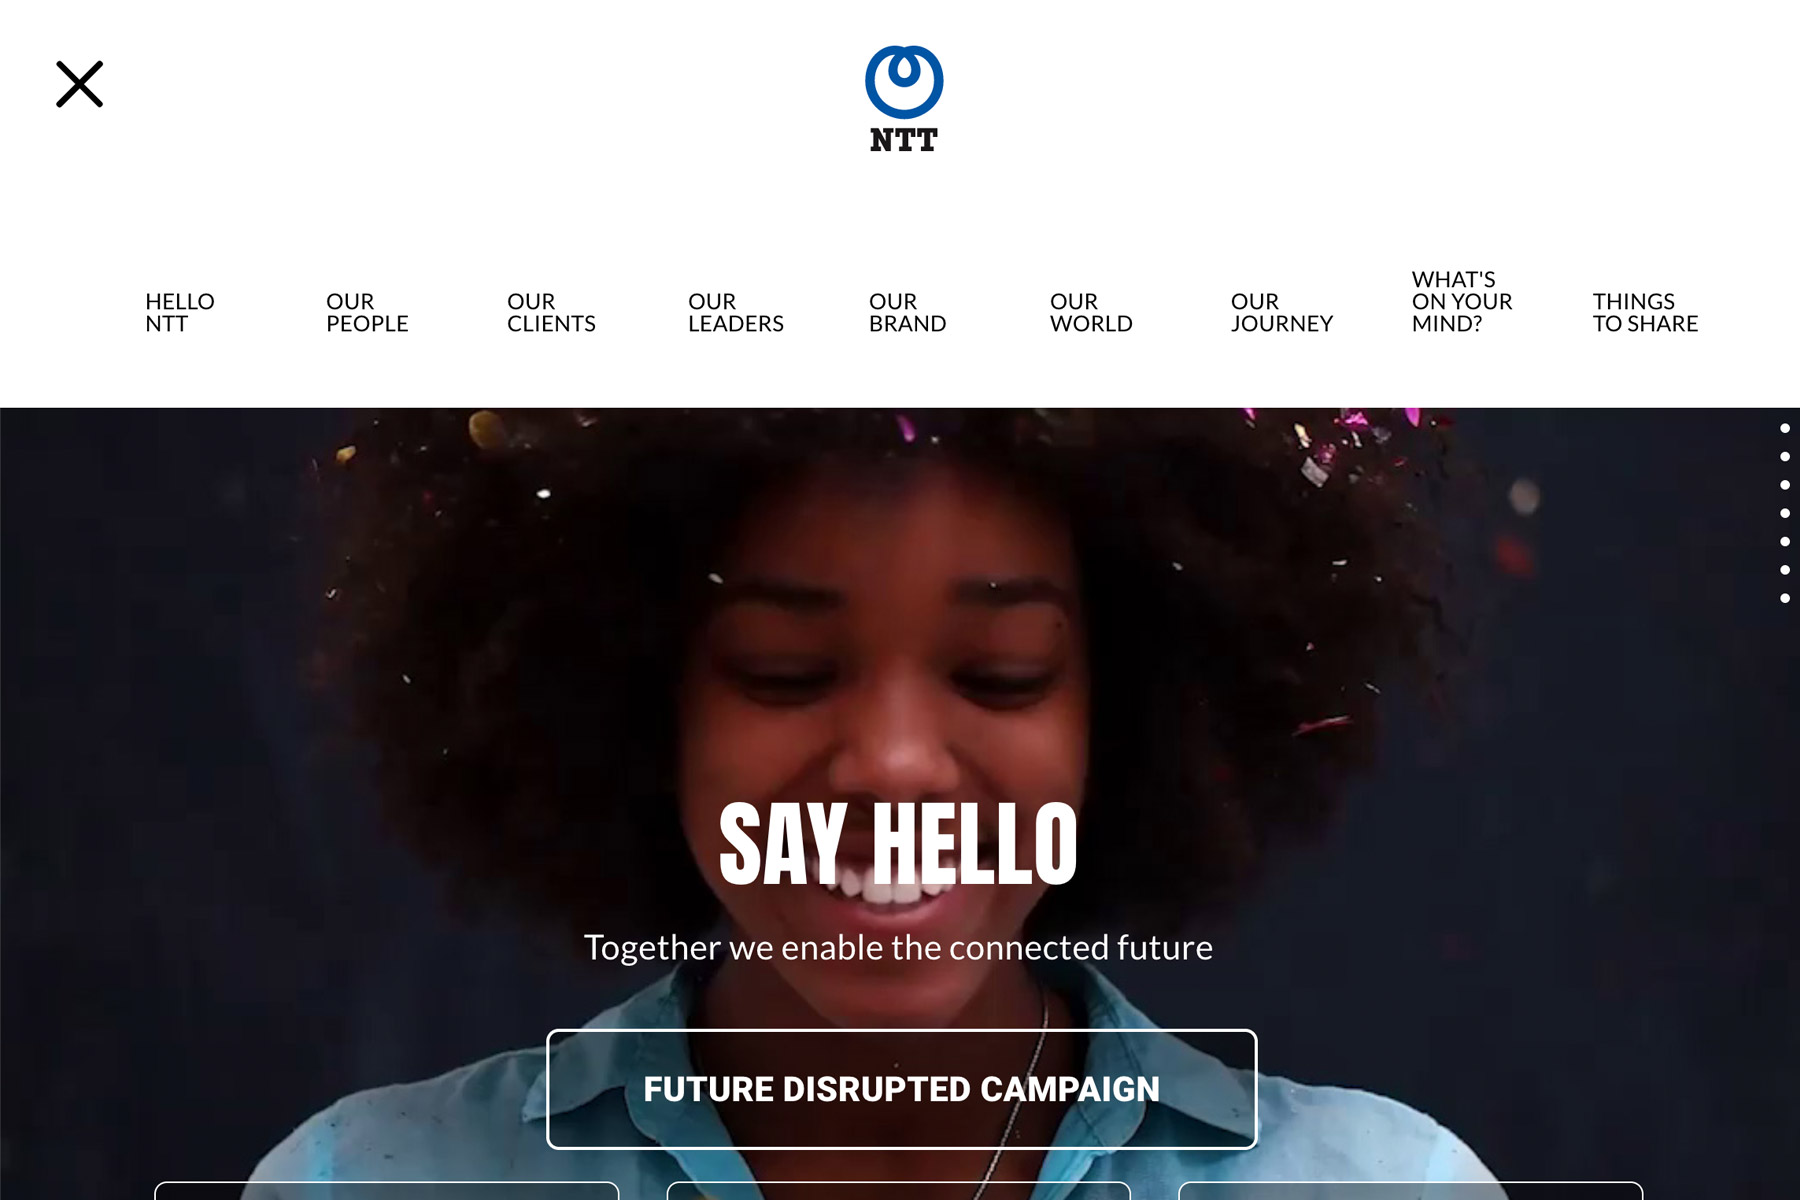 NTT
HELLO
NTT
OUR
PEOPLE
OUR
CLIENTS
OUR
LEADERS
OUR
BRAND
OUR
WORLD
OUR
JOURNEY
WHAT'S
ON YOUR
MIND?
THINGS
TO SHARE
SAY HELLO
Together we enable the connected future
FUTURE DISRUPTED CAMPAIGN